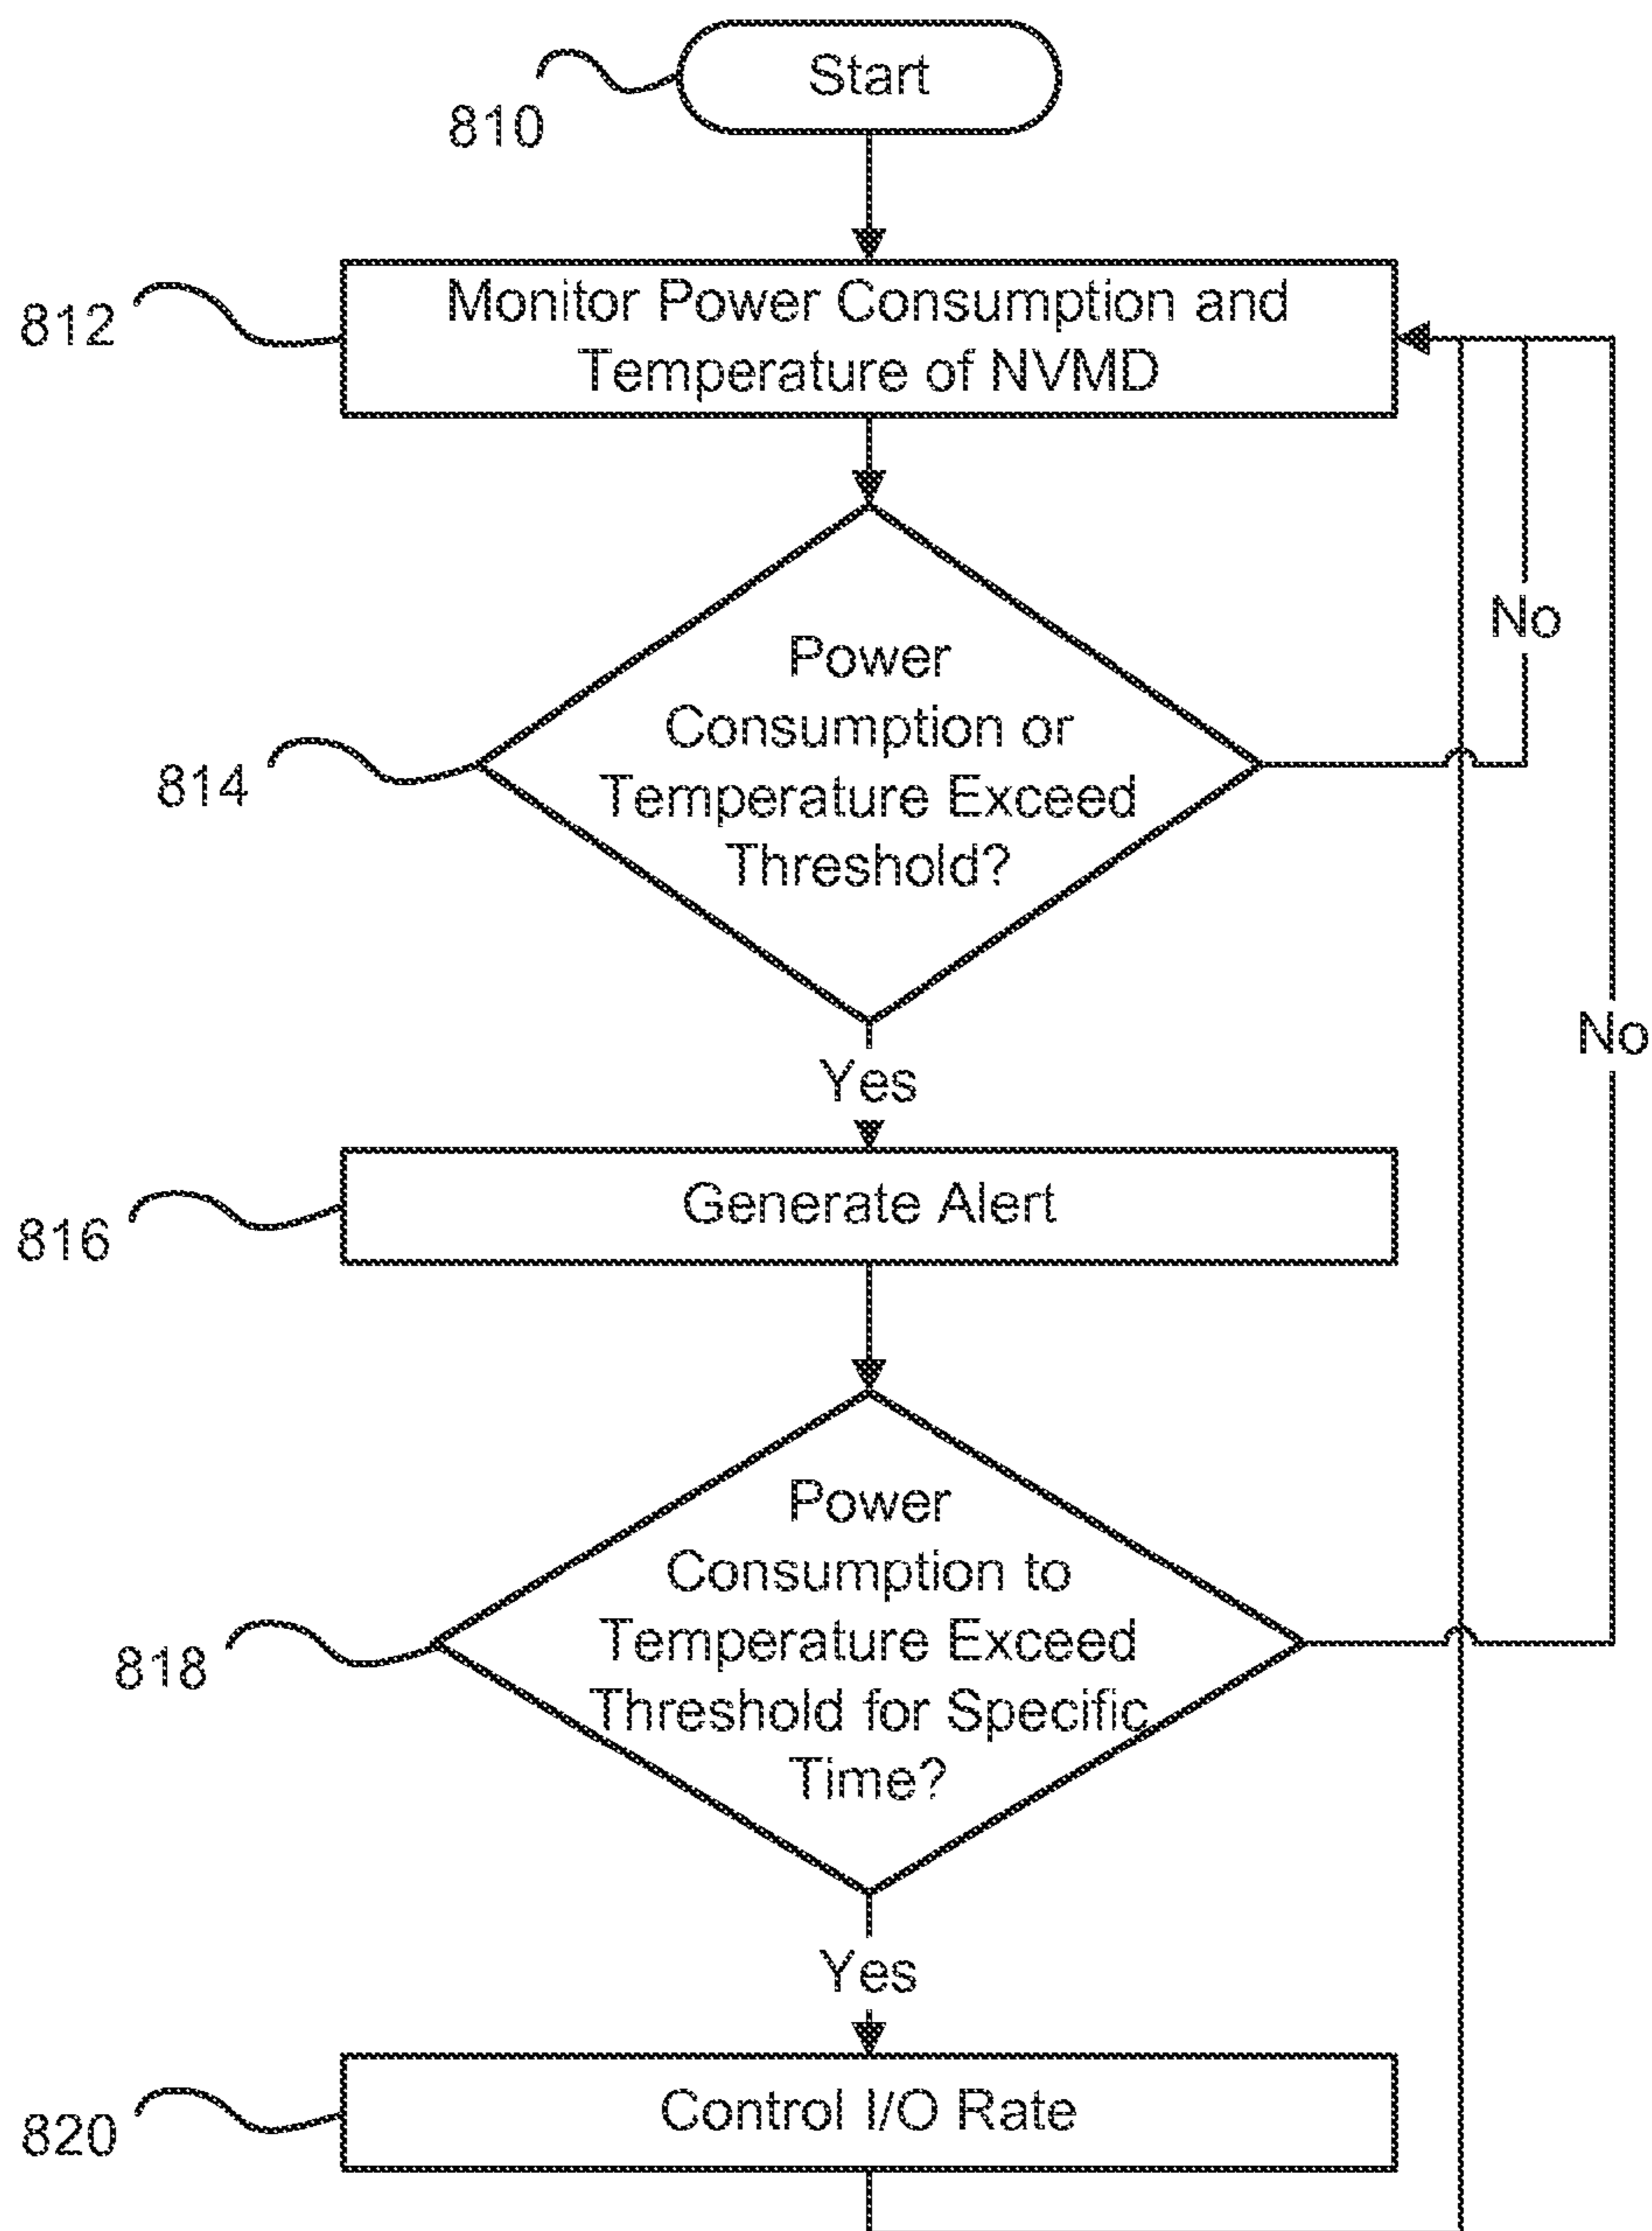 Start
810
Monitor Power Consumption and
Temperature of NVMD
812
No
Power
Consumption or
Temperature Exceed
Threshold?
814
No
Yes
Generate Alert
816
Power
Consumption to
Temperature Exceed
Threshold for Specific
Time?
818
Yes
Control I/O Rate
820